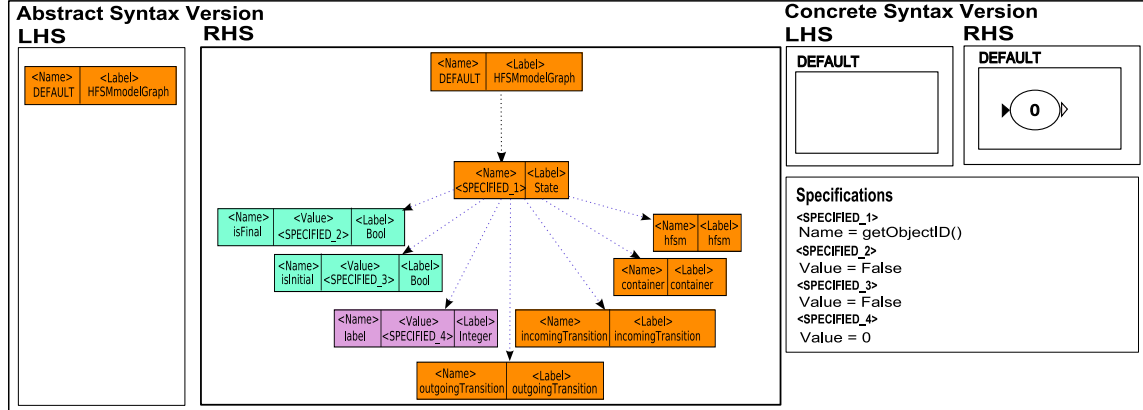 Abstract Syntax Version
LHS
RHS
<Name> <Label>
DEFAULT HFSMmodelGraph
<Name> <Label>
DEFAULT HFSMmodelGraph
<Name> <Label>
<SPECIFIED_1> State
<Name> <Value> <Label>
isFinal <SPECIFIED_2> Bool
<Name> <Value> <Label>
isInitial <SPECIFIED_3> Bool
<Name> <Value> <Label>
label <SPECIFIED_4> Integer
<Name> <Label>
outgoingTransition outgoingTransition
<Name> <Label>
incomingTransition incomingTransition
<Name> <Label>
container container
<Name> <Label>
hfsm hfsm
Concrete Syntax Version
LHS
RHS
DEFAULT
DEFAULT
0
Specifications
<SPECIFIED_1>
Name = getObjectID()
<SPECIFIED_2>
Value = False
<SPECIFIED_3>
Value = False
<SPECIFIED_4>
Value = 0